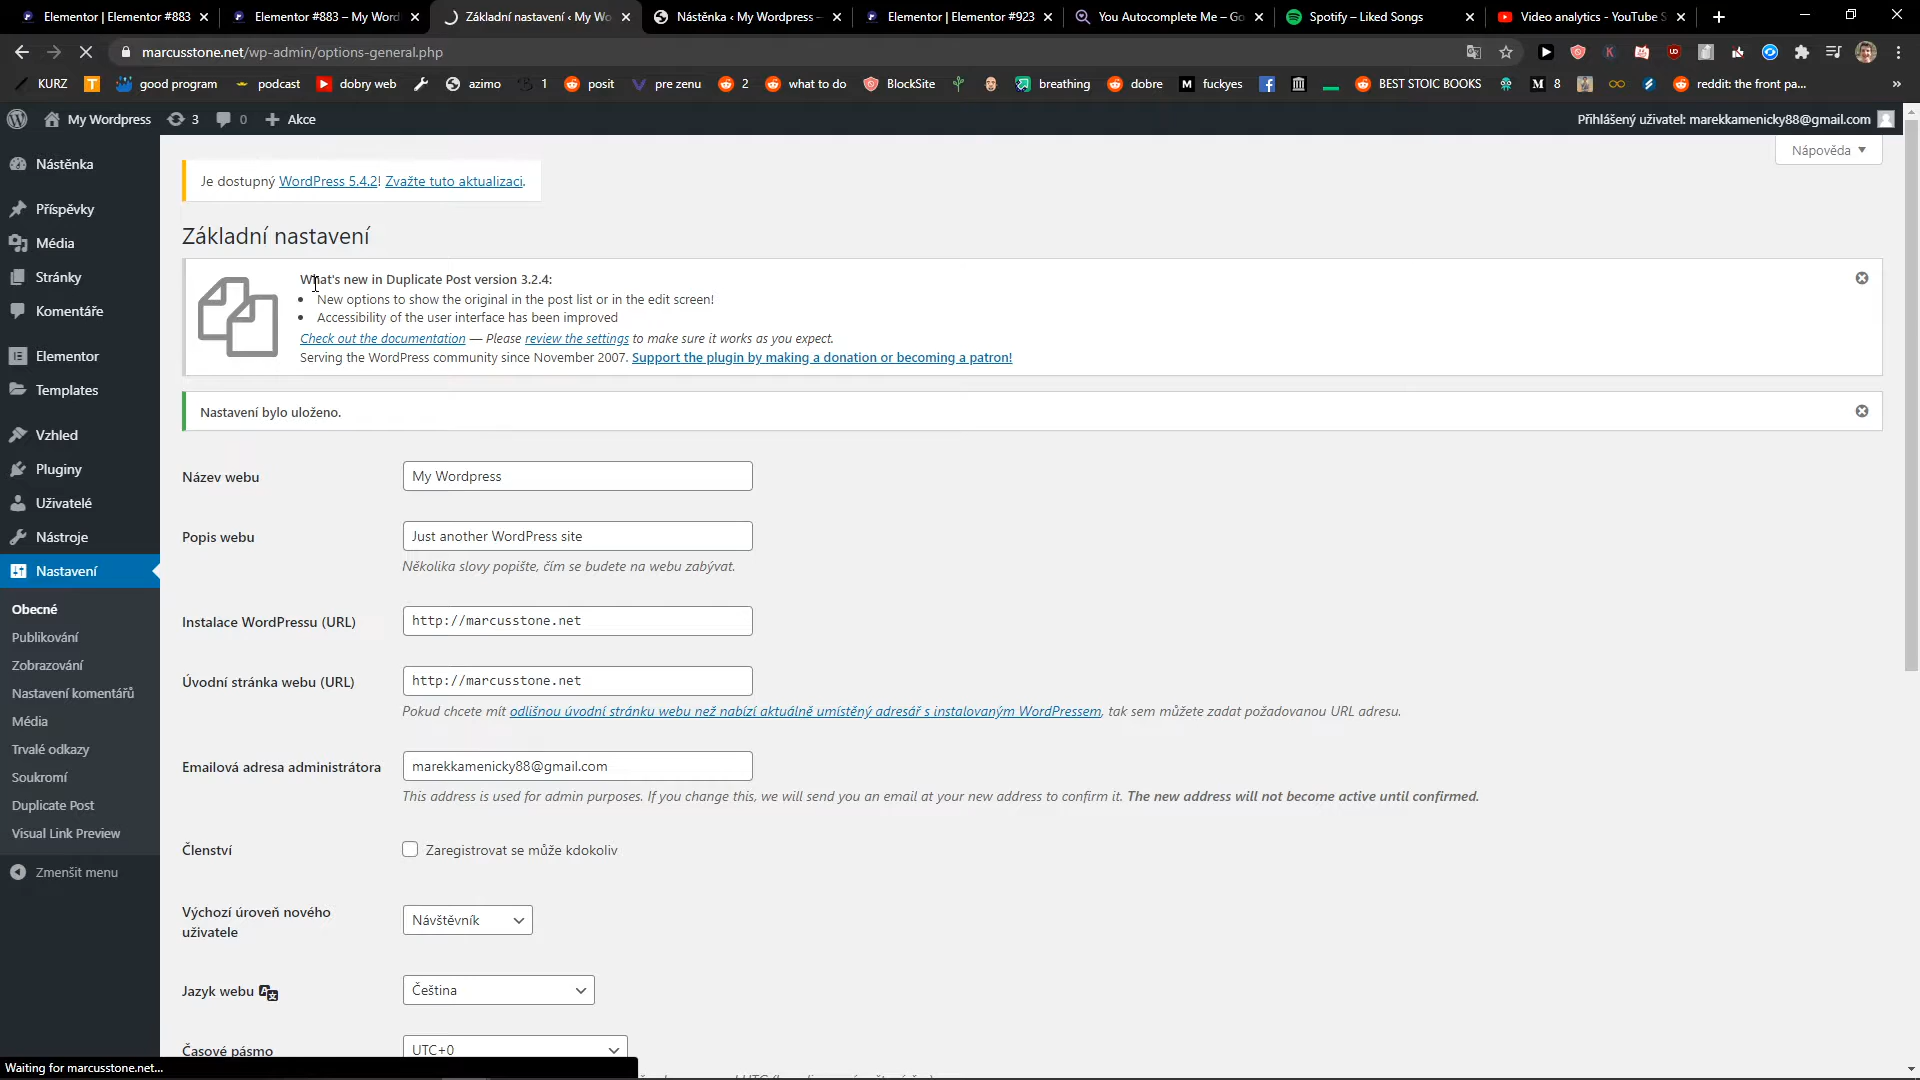 Elementor | Elementor #883
Elementor #883 – My Word
Základní nastavení ‹ My Wo
Nástěnka ‹ My Wordpress –
Elementor | Elementor #923
You Autocomplete Me – Go
Spotify – Liked Songs
Video analytics - YouTube S
marcusstone.net/wp-admin/options-general.php
KURZ
good program
podcast
dobry web
azimo
1
posit
pre zenu
2
what to do
BlockSite
breathing
dobre
fuckyes
BEST STOIC BOOKS
8
reddit: the front pa...
»
My Wordpress
3
0
Akce
Přihlášený uživatel: marekkamenicky88@gmail.com
Nápověda
Nástěnka
Příspěvky
Média
Stránky
Komentáře
Elementor
Templates
Vzhled
Pluginy
Uživatelé
Nástroje
Nastavení
Obecné
Publikování
Zobrazování
Nastavení komentářů
Média
Trvalé odkazy
Soukromí
Duplicate Post
Visual Link Preview
Zmenšit menu
Je dostupný WordPress 5.4.2! Zvažte tuto aktualizaci.
Základní nastavení
What's new in Duplicate Post version 3.2.4:
• New options to show the original in the post list or in the edit screen!
• Accessibility of the user interface has been improved
Check out the documentation — Please review the settings to make sure it works as you expect.
Serving the WordPress community since November 2007. Support the plugin by making a donation or becoming a patron!
Nastavení bylo uloženo.
Název webu
My Wordpress
Popis webu
Just another WordPress site
Několika slovy popište, čím se budete na webu zabývat.
Instalace WordPressu (URL)
http://marcusstone.net
Úvodní stránka webu (URL)
http://marcusstone.net
Pokud chcete mít odlišnou úvodní stránku webu než nabízí aktuálně umístěný adresář s instalovaným WordPressem, tak sem můžete zadat požadovanou URL adresu.
Emailová adresa administrátora
marekkamenicky88@gmail.com
This address is used for admin purposes. If you change this, we will send you an email at your new address to confirm it. The new address will not become active until confirmed.
Členství
Zaregistrovat se může kdokoliv
Výchozí úroveň nového
uživatele
Návštěvník
Jazyk webu
Čeština
Časové pásmo
UTC+0
Waiting for marcusstone.net...